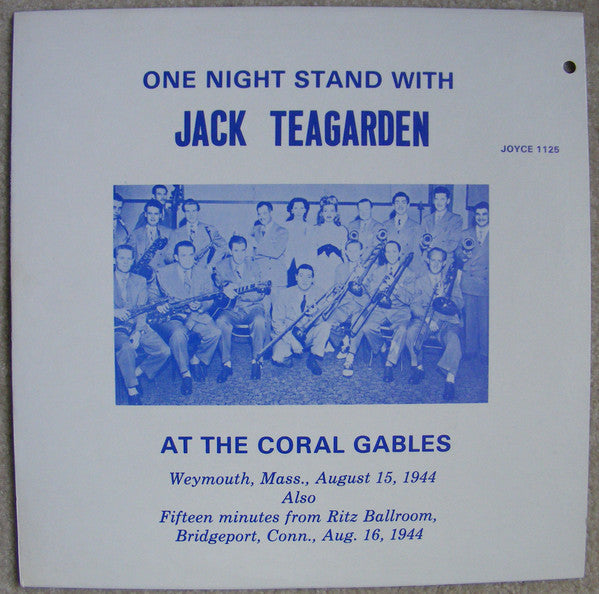 ONE NIGHT STAND WITH
JACK TEAGARDEN
JOYCE 1125
AT THE CORAL GABLES
Weymouth, Mass., August 15, 1944
Also
Fifteen minutes from Ritz Ballroom,
Bridgeport, Conn., Aug. 16, 1944